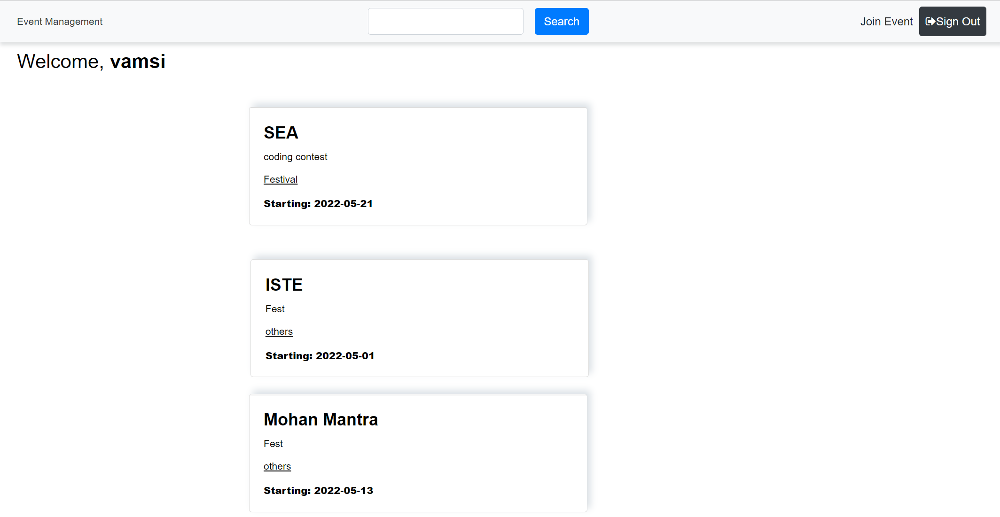 Event Management
Search
Join Event
Sign Out
Welcome, vamsi
SEA
coding contest
Festival
Starting: 2022-05-21
ISTE
Fest
others
Starting: 2022-05-01
Mohan Mantra
Fest
others
Starting: 2022-05-13